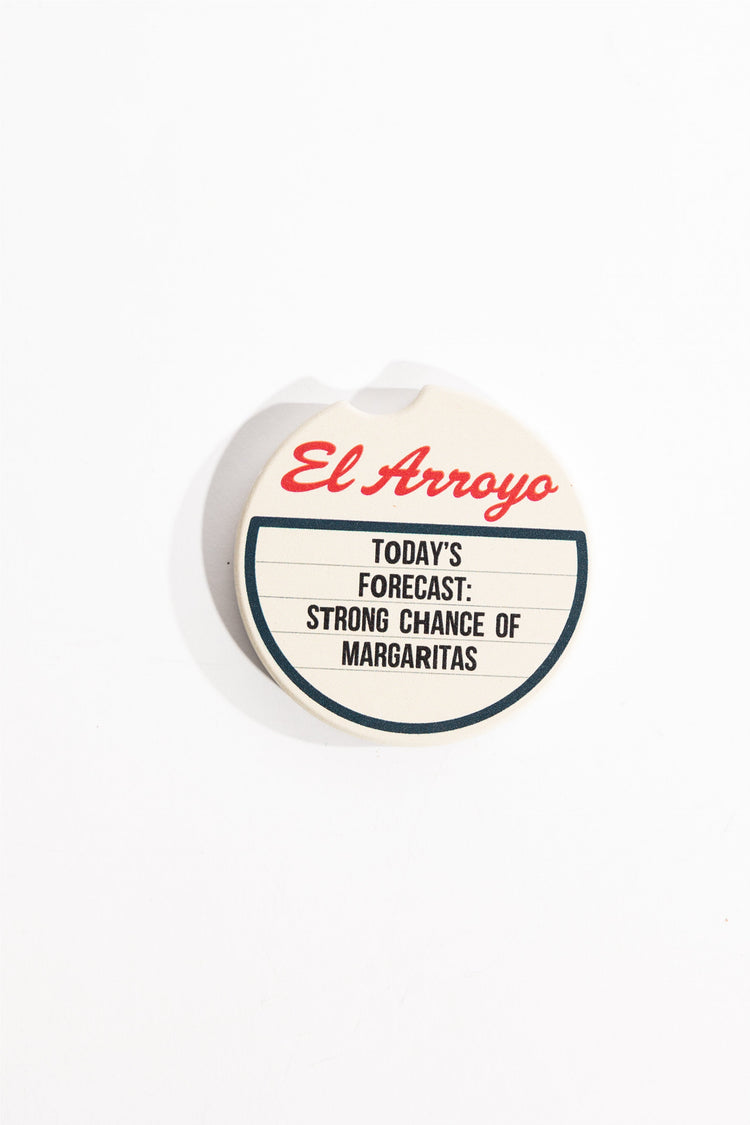 El Arroyo
TODAY'S
FORECAST:
STRONG CHANCE OF
MARGARITAS